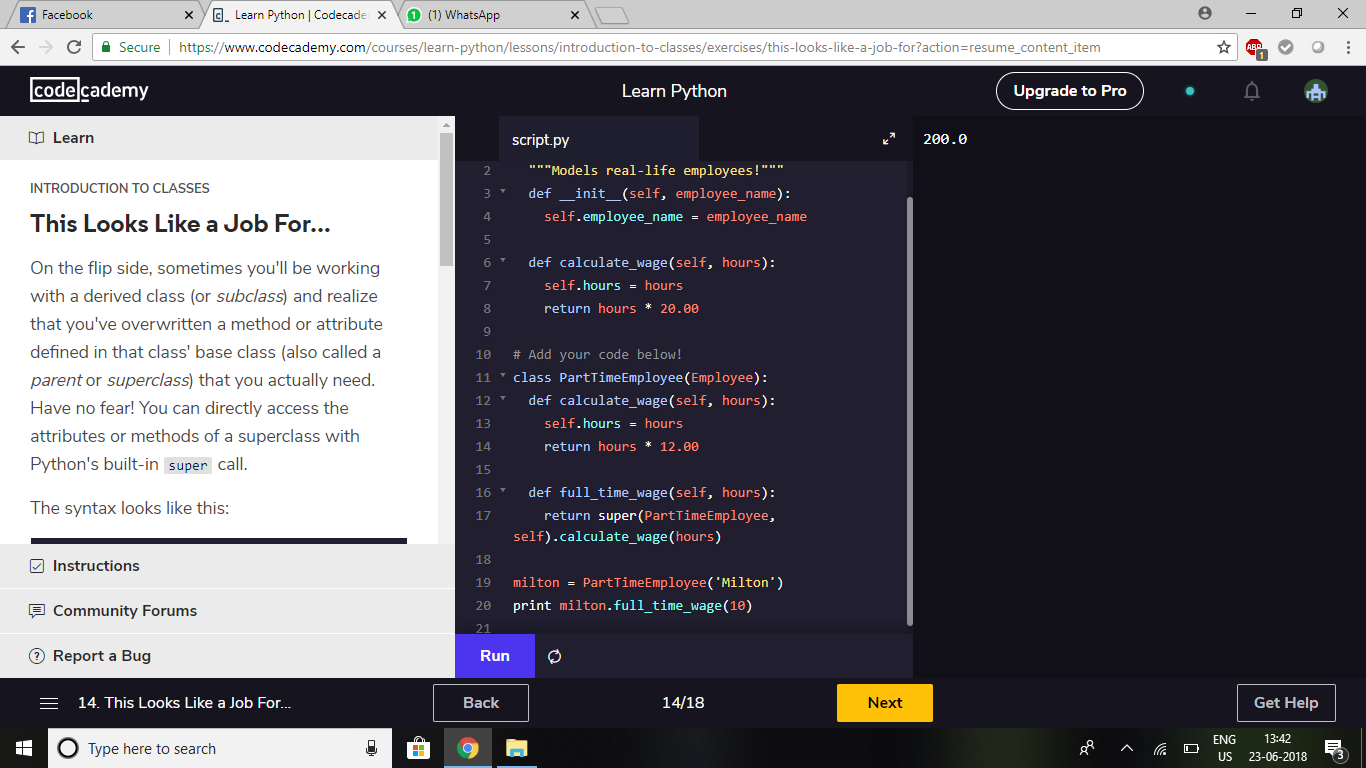 Facebook
Learn Python | Codecade
(1) WhatsApp
Secure
https://www.codecademy.com/courses/learn-python/lessons/introduction-to-classes/exercises/this-looks-like-a-job-for?action=resume_content_item
ABP
1
codecademy
Learn Python
Upgrade to Pro
Learn
INTRODUCTION TO CLASSES
This Looks Like a Job For...
On the flip side, sometimes you'll be working
with a derived class (or subclass) and realize
that you've overwritten a method or attribute
defined in that class' base class (also called a
parent or superclass) that you actually need.
Have no fear! You can directly access the
attributes or methods of a superclass with
Python's built-in super call.
The syntax looks like this:
Instructions
Community Forums
Report a Bug
script.py
2 """Models real-life employees!"""
3 def __init__(self, employee_name):
4 self.employee_name = employee_name
5
6 def calculate_wage(self, hours):
7 self.hours = hours
8 return hours * 20.00
9
10 # Add your code below!
11 class PartTimeEmployee(Employee):
12 def calculate_wage(self, hours):
13 self.hours = hours
14 return hours * 12.00
15
16 def full_time_wage(self, hours):
17 return super(PartTimeEmployee,
self).calculate_wage(hours)
18
19 milton = PartTimeEmployee('Milton')
20 print milton.full_time_wage(10)
21
Run
200.0
14. This Looks Like a Job For...
Back
14/18
Next
Get Help
Type here to search
ENG
US
13:42
23-06-2018
3